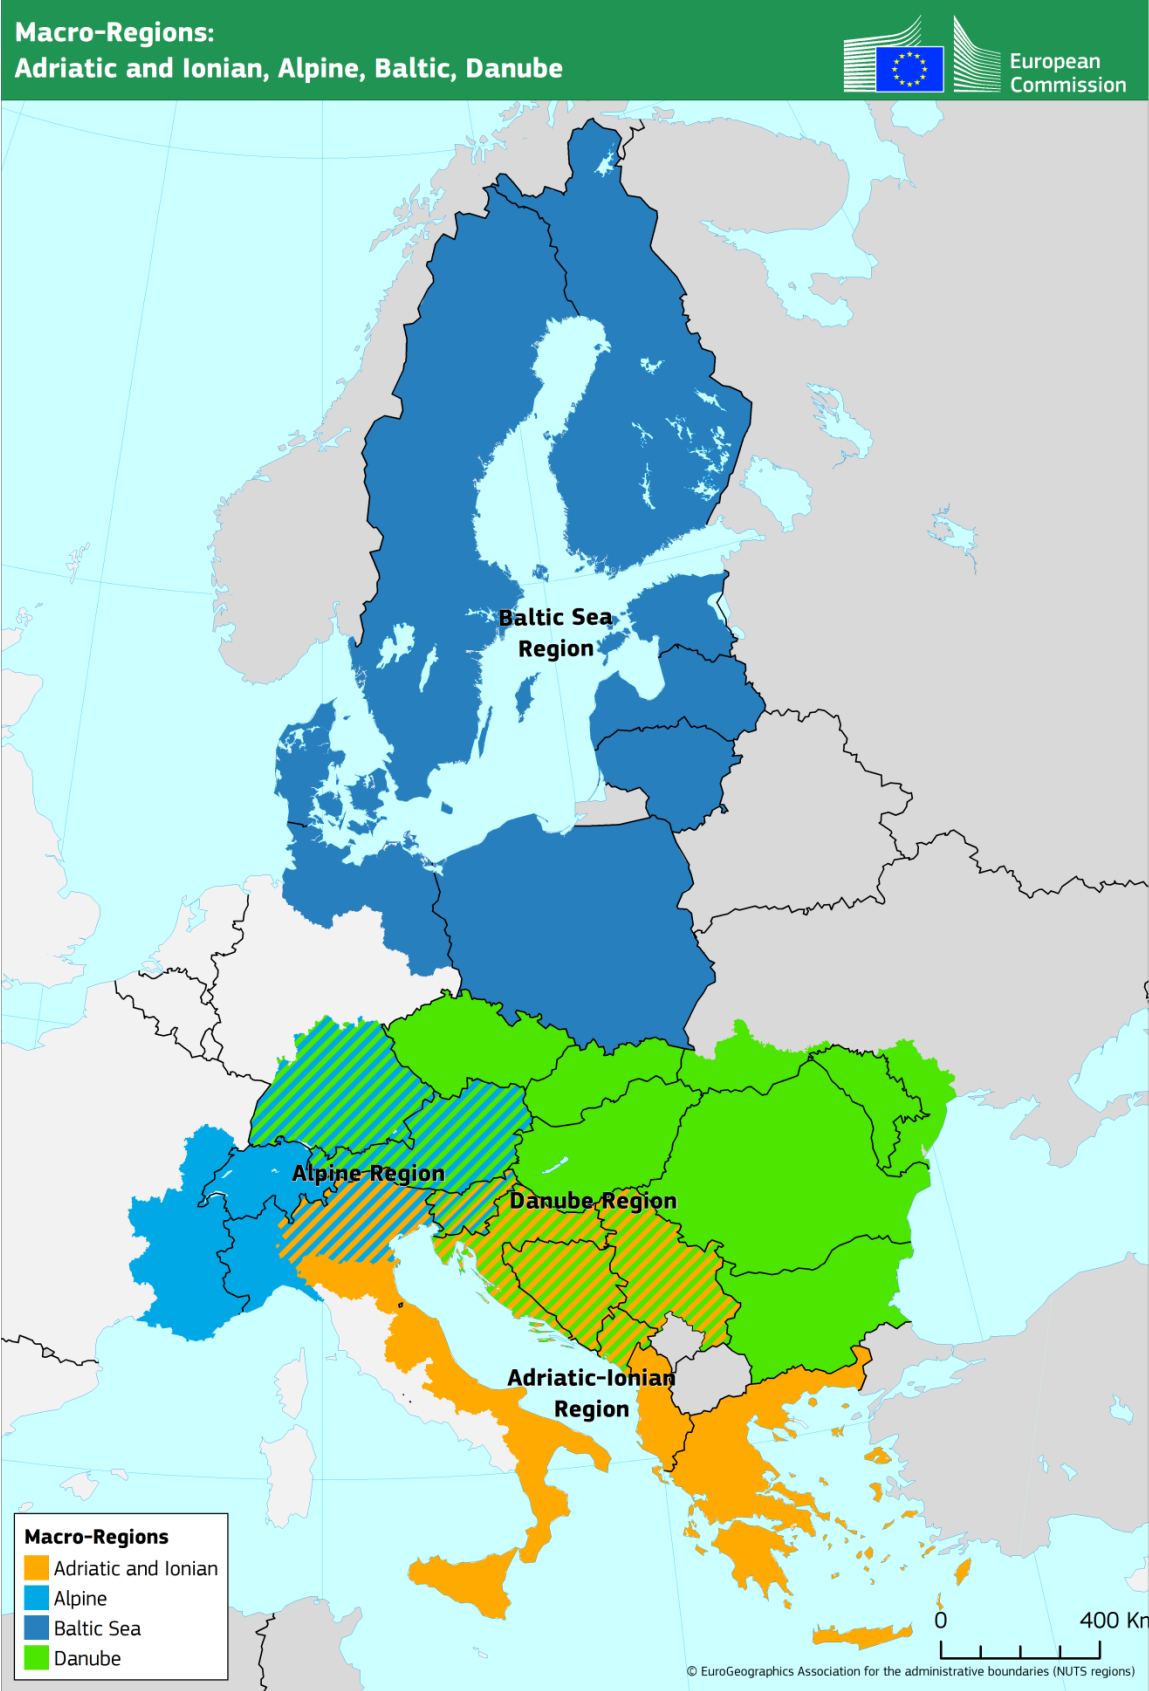 Macro-Regions:
Adriatic and Ionian, Alpine, Baltic, Danube
European
Commission
Baltic Sea
Region
Alpine Region
Danube Region
Adriatic-Ionian
Region
Macro-Regions
Adriatic and Ionian
Alpine
Baltic Sea
Danube
0 400 Km
© EuroGeographics Association for the administrative boundaries (NUTS regions)